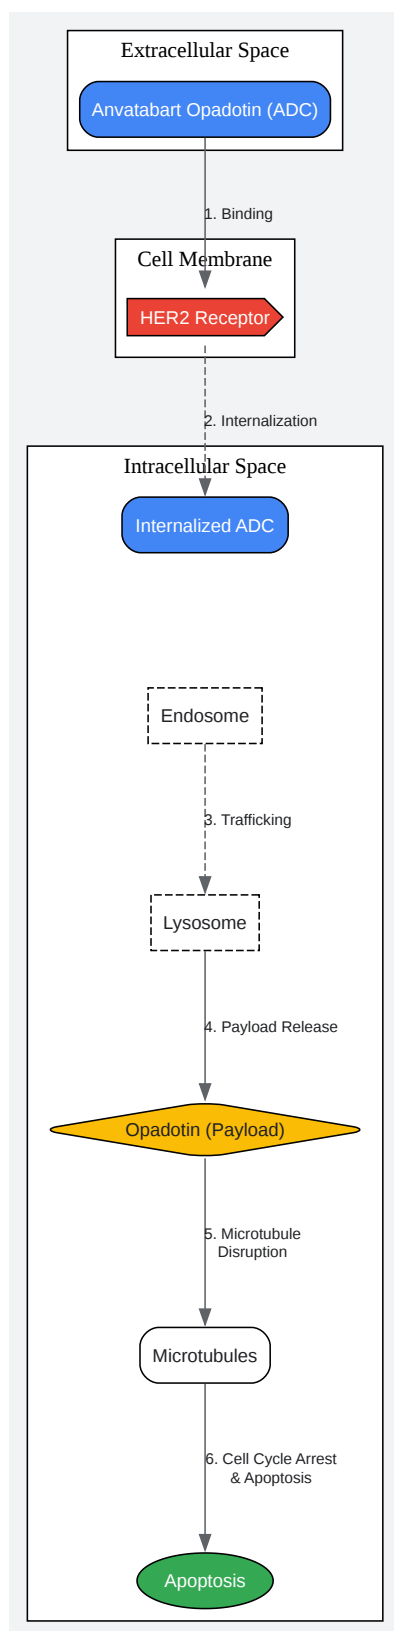 Extracellular Space
Anvatabart Opadotin (ADC)
1. Binding
Cell Membrane
HER2 Receptor
2. Internalization
Intracellular Space
Internalized ADC
Endosome
3. Trafficking
Lysosome
4. Payload Release
Opadotin (Payload)
5. Microtubule
Disruption
Microtubules
6. Cell Cycle Arrest
& Apoptosis
Apoptosis